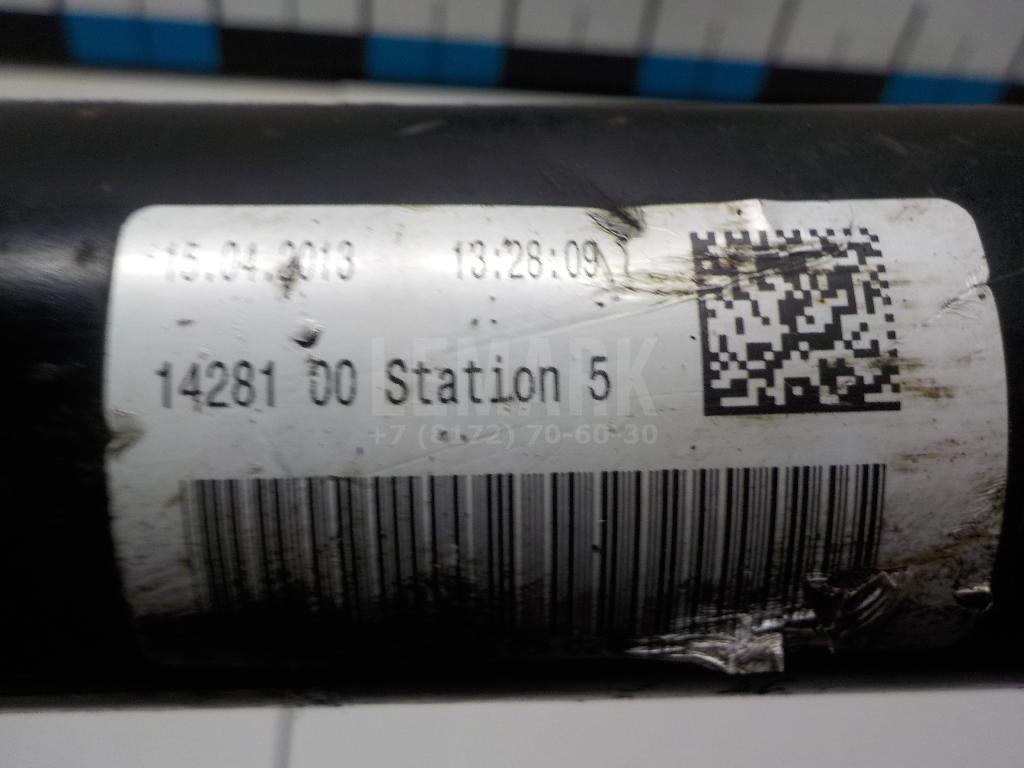 15.04.2013 13:28:09
14281 00 Station 5
LEMARK
+7 (8172) 70-60-30